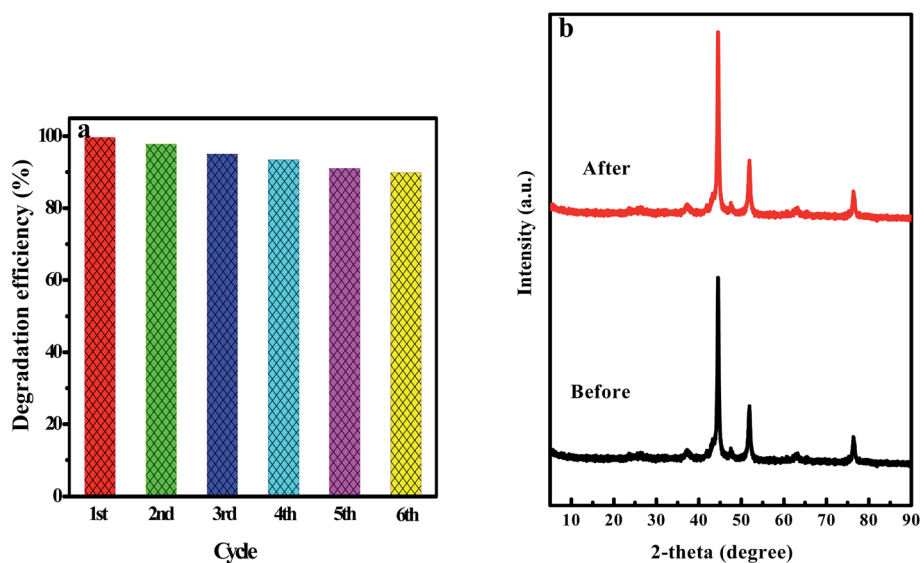 a
100
80
60
40
20
0
Degradation efficiency (%)
1st 2nd 3rd 4th 5th 6th
Cycle
b
After
Before
Intensity (a.u.)
10 20 30 40 50 60 70 80 90
2-theta (degree)